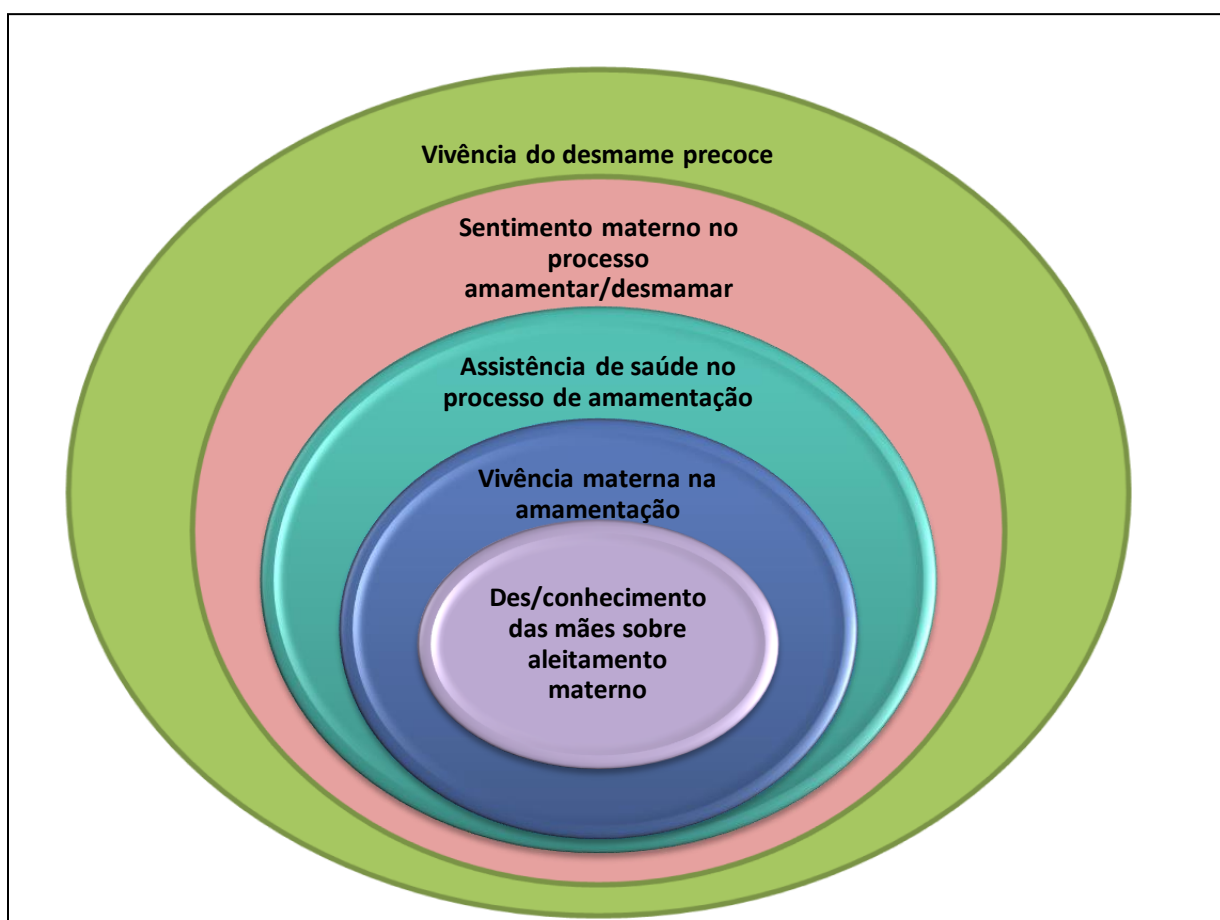 Vivência do desmame precoce
Sentimento materno no
processo
amamentar/desmamar
Assistência de saúde no
processo de amamentação
Vivência materna na
amamentação
Des/conhecimento
das mães sobre
aleitamento
materno